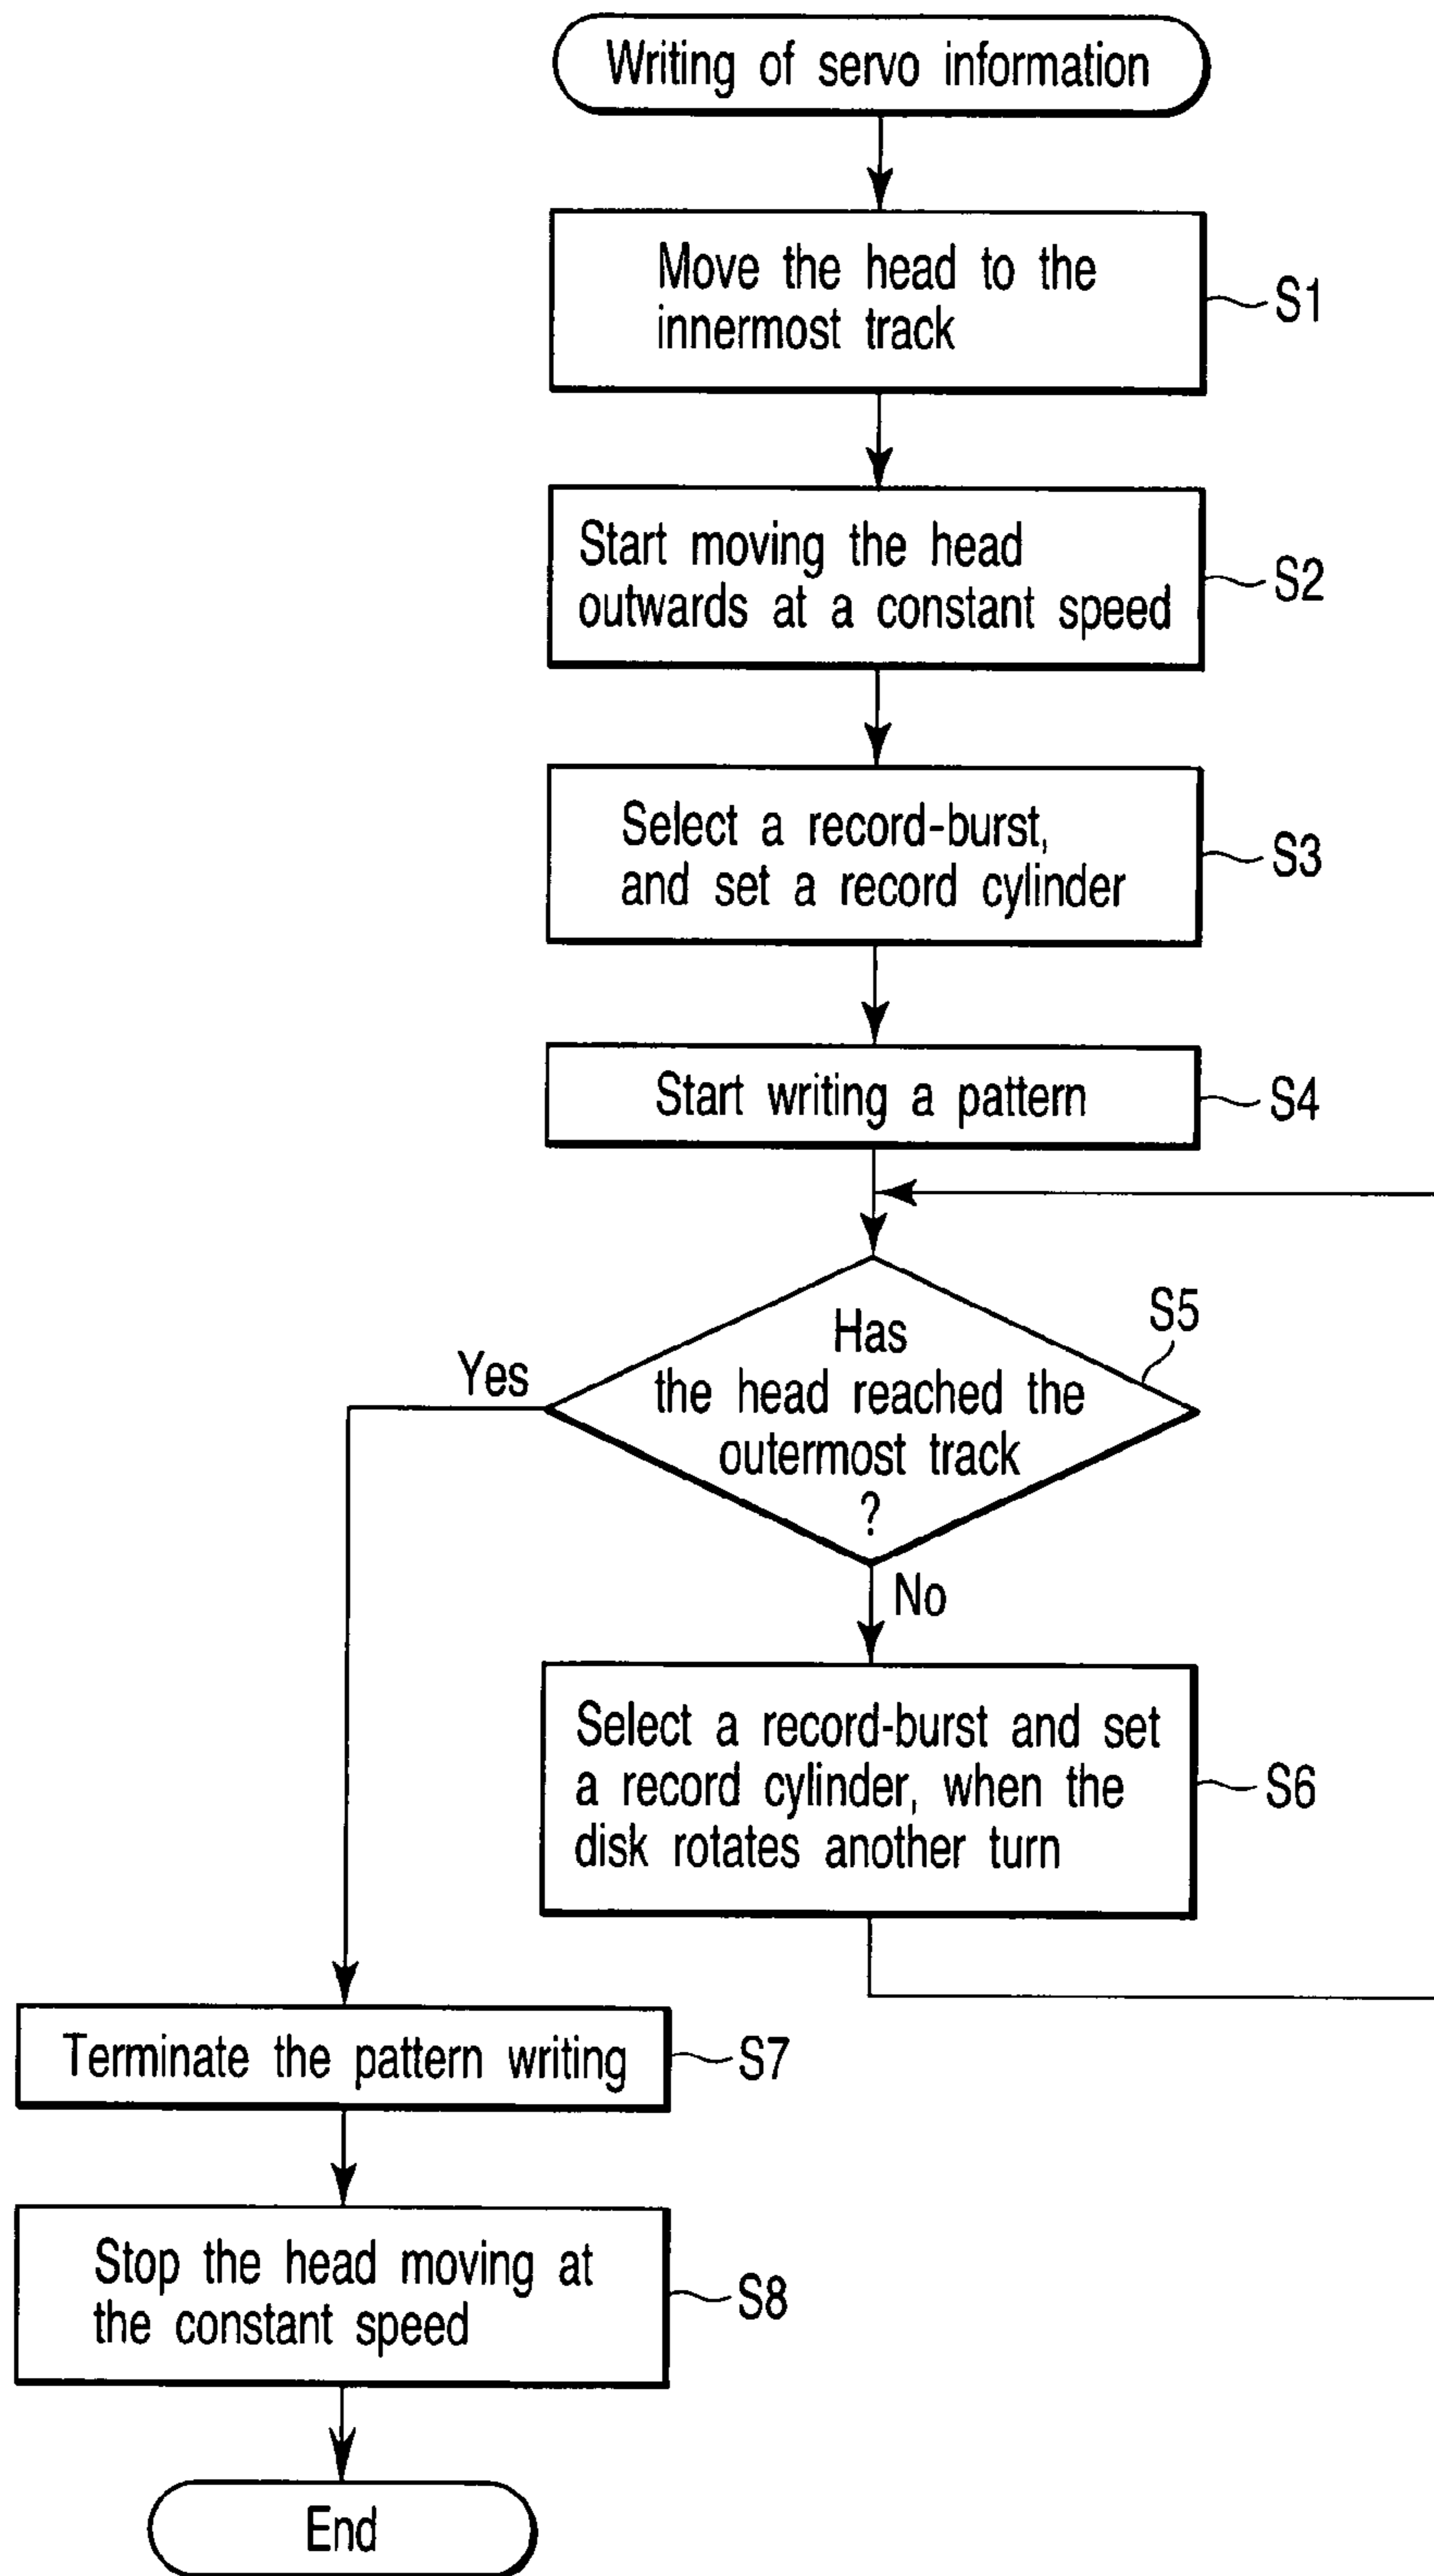 Writing of servo information
Move the head to the
innermost track
S1
Start moving the head
outwards at a constant speed
S2
Select a record-burst,
and set a record cylinder
S3
Start writing a pattern
S4
Has
the head reached the
outermost track
?
S5
Yes
No
Select a record-burst and set
a record cylinder, when the
disk rotates another turn
S6
Terminate the pattern writing
S7
Stop the head moving at
the constant speed
S8
End